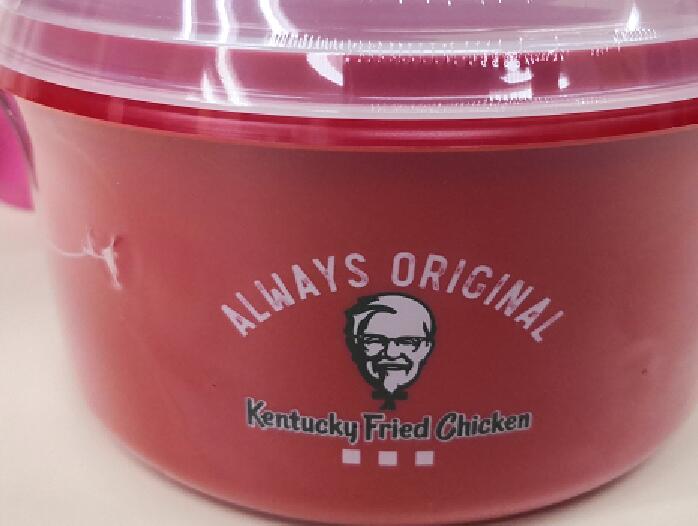 ALWAYS ORIGINAL
Kentucky Fried Chicken